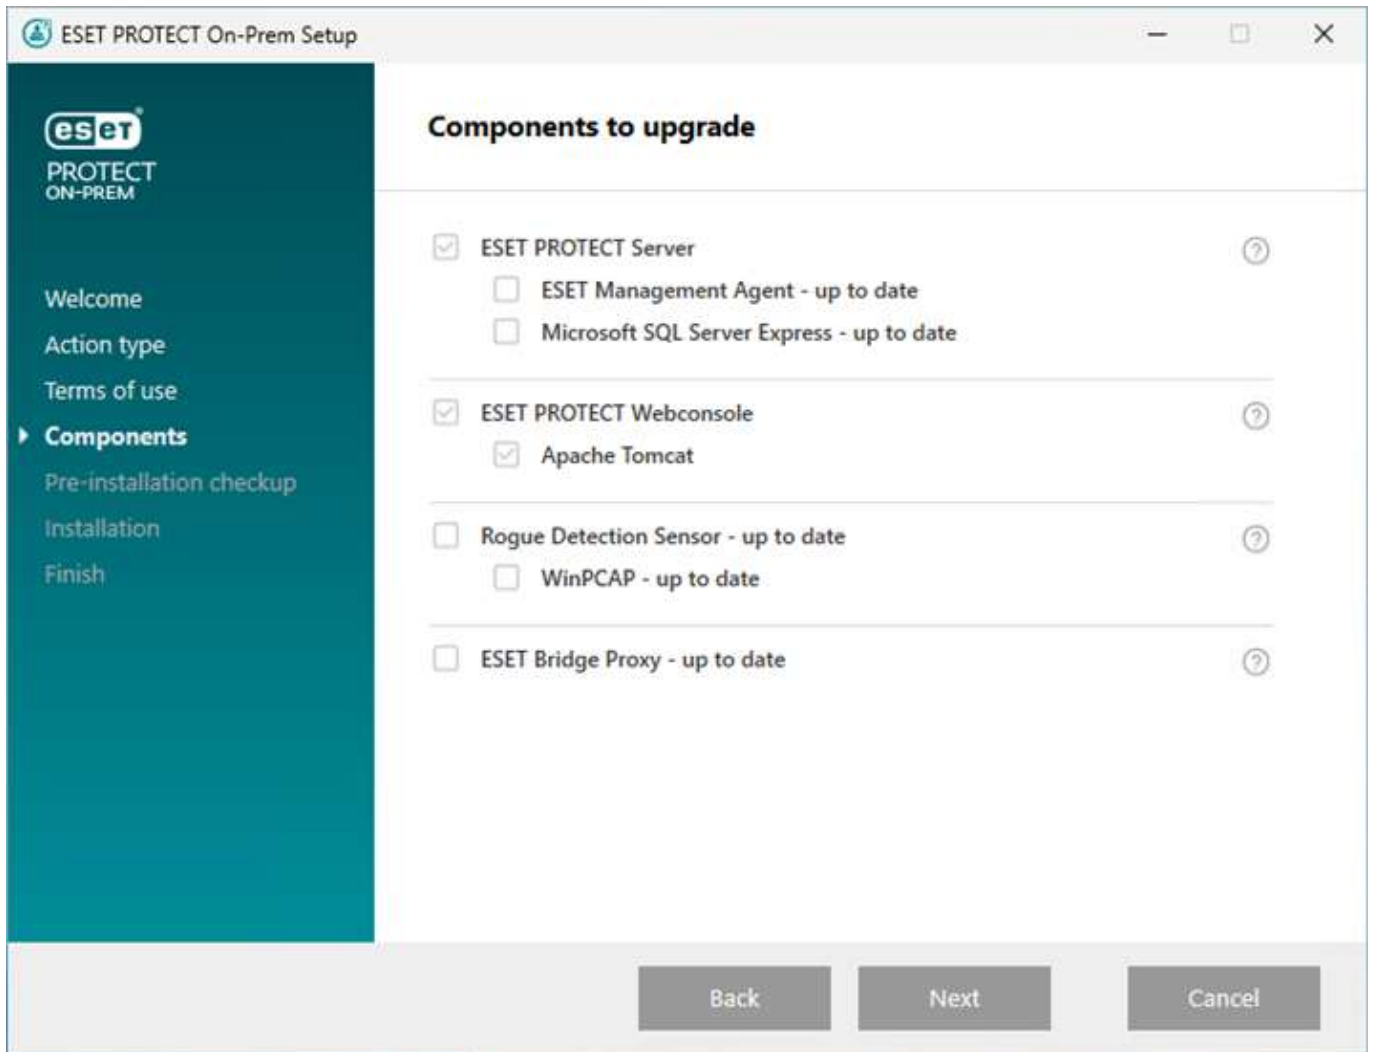 ESET PROTECT On-Prem Setup
eseT
PROTECT
ON-PREM
Welcome
Action type
Terms of use
Components
Pre-installation checkup
Installation
Finish
Components to upgrade
ESET PROTECT Server
ESET Management Agent - up to date
Microsoft SQL Server Express - up to date
ESET PROTECT Webconsole
Apache Tomcat
Rogue Detection Sensor - up to date
WinPCAP - up to date
ESET Bridge Proxy - up to date
Back
Next
Cancel